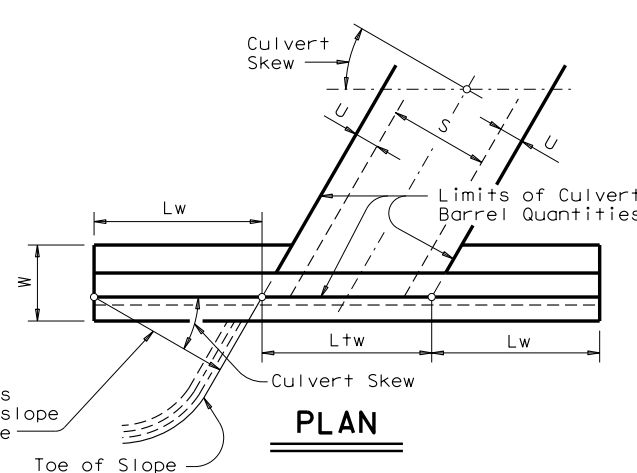 Culvert
Skew
U
S
U
Limits of Culvert
Barrel Quantities
Lw
W
Ltw
Lw
s
slope
e
Culvert Skew
PLAN
Toe of Slope